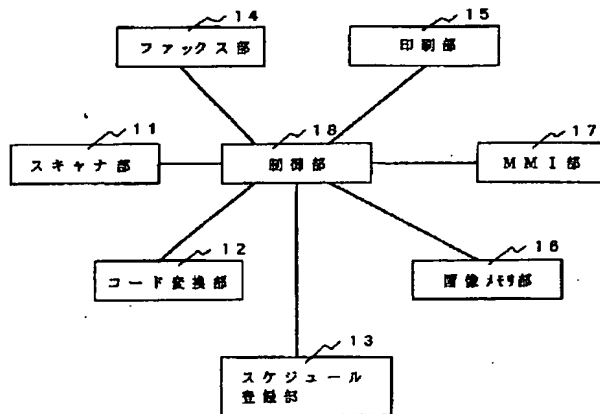 14
ファックス部
15
印刷部
11
スキャナ部
18
制御部
17
MMI部
12
コード変換部
16
画像メモリ部
13
スケジュール
登録部